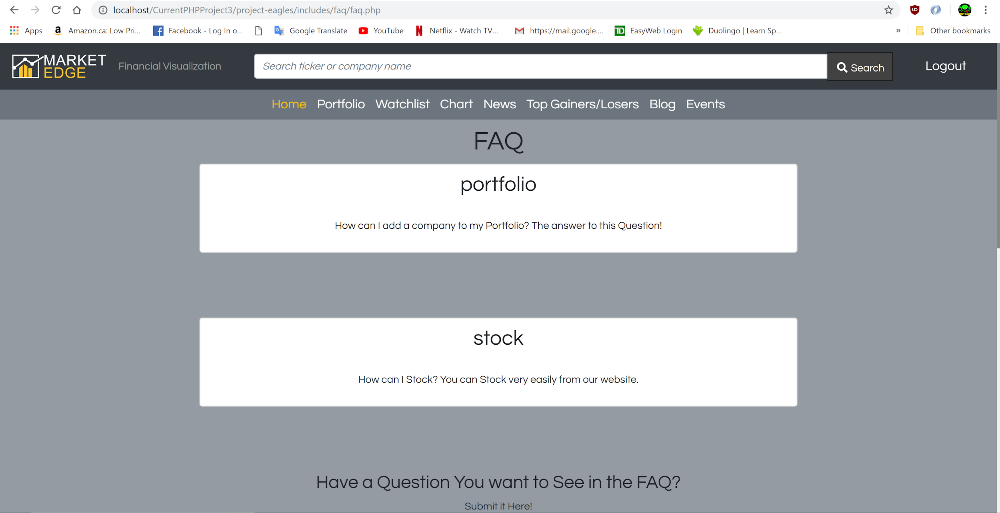 localhost/CurrentPHPProject3/project-eagles/includes/faq/faq.php
Apps Amazon.ca: Low Pri... Facebook - Log In o... Google Translate YouTube Netflix - Watch TV... https://mail.google.... EasyWeb Login Duolingo | Learn Sp... » Other bookmarks
MARKET
EDGE
Financial Visualization
Search ticker or company name
Search
Logout
Home Portfolio Watchlist Chart News Top Gainers/Losers Blog Events
FAQ
portfolio
How can I add a company to my Portfolio? The answer to this Question!
stock
How can I Stock? You can Stock very easily from our website.
Have a Question You want to See in the FAQ?
Submit it Here!